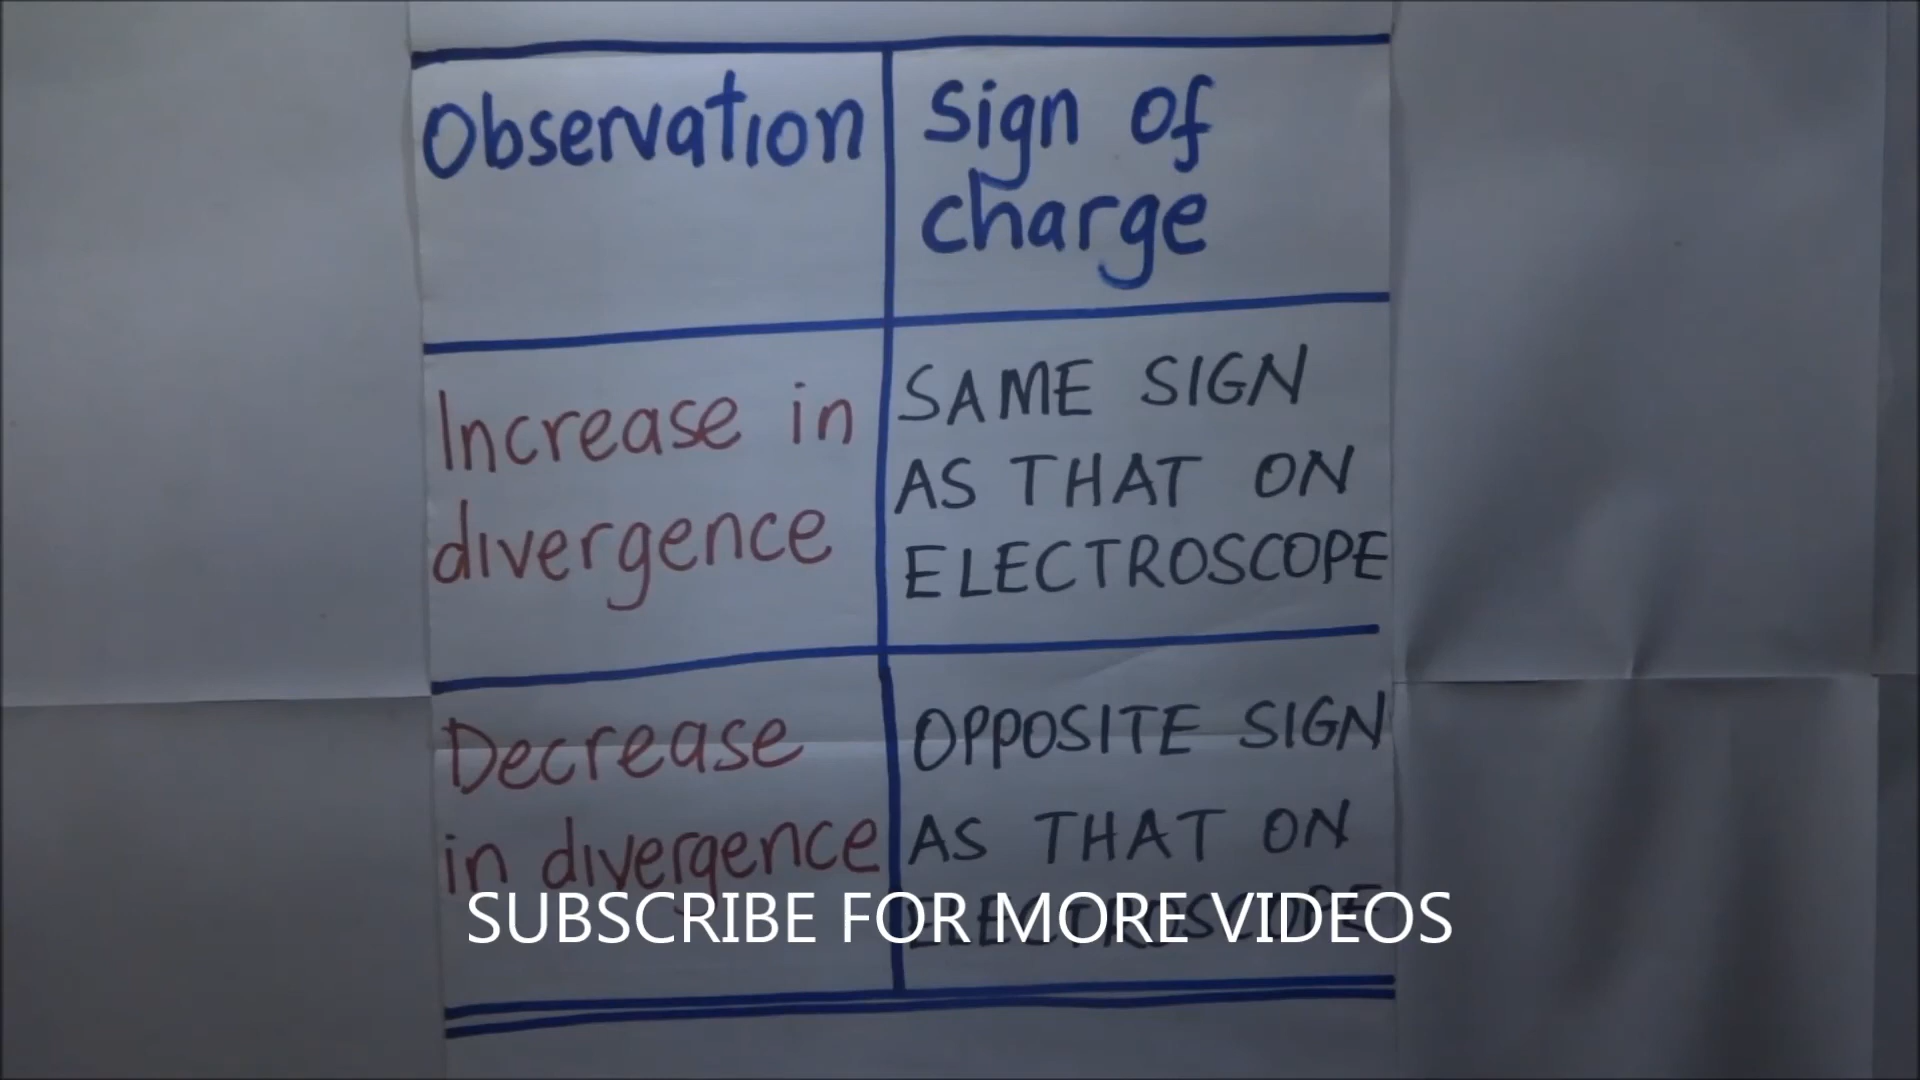 Observation
Sign of
charge
Increase in
divergence
SAME SIGN
AS THAT ON
ELECTROSCOPE
Decrease
in divergence
OPPOSITE SIGN
AS THAT ON
ELECTROSCOPE
SUBSCRIBE FOR MORE VIDEOS